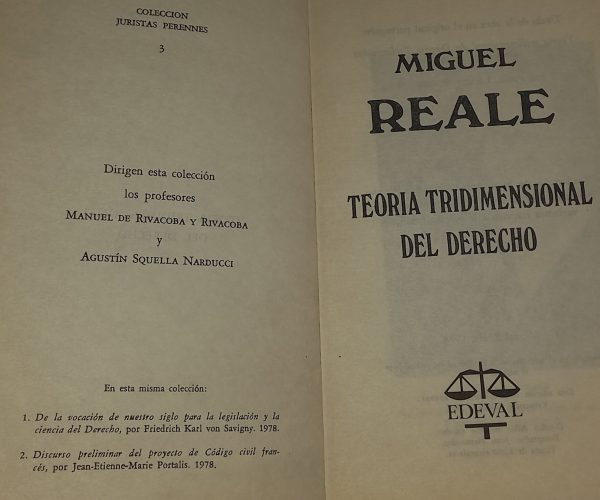 COLECCION
JURISTAS PERENNES
3
Dirigen esta colección
los profesores
MANUEL DE RIVACOBA Y RIVACOBA
y
AGUSTÍN SQUELLA NARDUCCI
En esta misma colección:
1. De la vocación de nuestro siglo para la legislación y la
ciencia del Derecho, por Friedrich Karl von Savigny. 1978.
2. Discurso preliminar del proyecto de Código civil fran-
cés, por Jean-Etienne-Marie Portalis. 1978.
MIGUEL
REALE
TEORIA TRIDIMENSIONAL
DEL DERECHO
EDEVAL